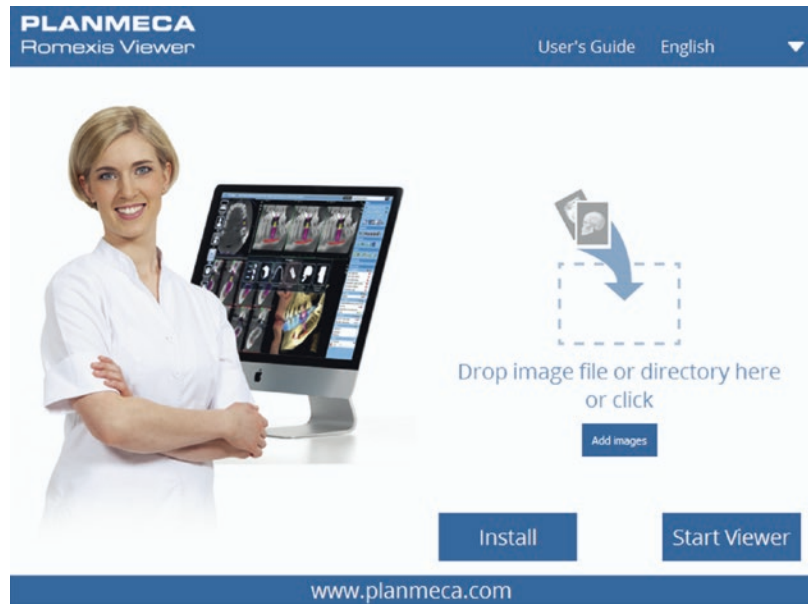 PLANMECA
Romexis Viewer
User's Guide English
Drop image file or directory here
or click
Add images
Install Start Viewer
www.planmeca.com